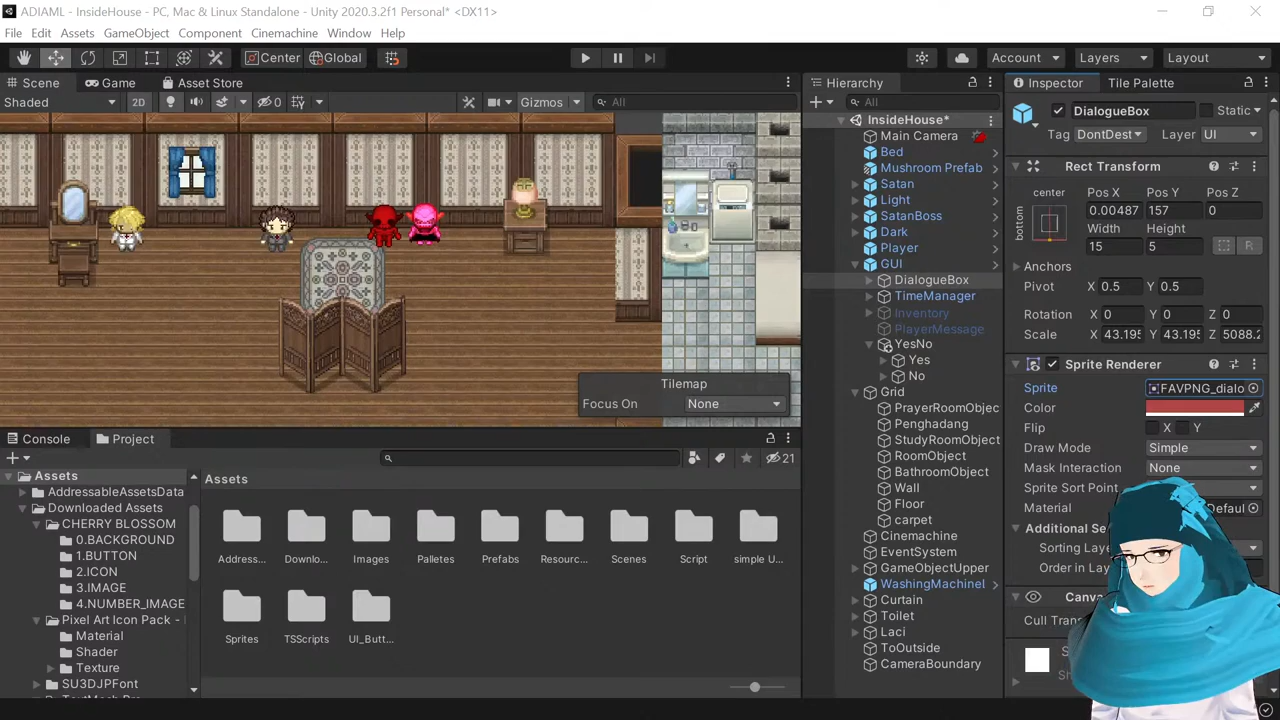 ADIAML - InsideHouse - PC, Mac & Linux Standalone - Unity 2020.3.2f1 Personal* <DX11>
File Edit Assets GameObject Component Cinemachine Window Help
Center Global Account Layers Layout
Scene Game Asset Store
Shaded 2D 0 Gizmos All
Tilemap
Focus On None
Hierarchy
All
InsideHouse*
Main Camera
Bed
Mushroom Prefab
Satan
Light
SatanBoss
Dark
Player
GUI
DialogueBox
TimeManager
Inventory
PlayerMessage
YesNo
Yes
No
Grid
PrayerRoomObjec
Penghadang
StudyRoomObject
RoomObject
BathroomObject
Wall
Floor
carpet
Cinemachine
EventSystem
GameObjectUpper
WashingMachineI
Curtain
Toilet
Laci
ToOutside
CameraBoundary
Inspector Tile Palette
DialogueBox Static
Tag DontDest Layer UI
Rect Transform
center Pos X Pos Y Pos Z
bottom 0.00487 157 0
Width Height
15 5 R
Anchors
Pivot X 0.5 Y 0.5
Rotation X 0 Y 0 Z 0
Scale X 43.195 Y 43.195 Z 5088.2
Sprite Renderer
Sprite FAVPNG_dialo
Color
Flip X Y
Draw Mode Simple
Mask Interaction None
Sprite Sort Point
Material Defaul
Additional Se
Sorting Laye
Order in Lay
Canva
Cull Trans
Console Project
21
Assets
AddressableAssetsData
Downloaded Assets
CHERRY BLOSSOM
0.BACKGROUND
1.BUTTON
2.ICON
3.IMAGE
4.NUMBER_IMAGE
Pixel Art Icon Pack -
Material
Shader
Texture
SU3DJPFont
Assets
Address... Downlo... Images Palletes Prefabs Resourc... Scenes Script simple U...
Sprites TSScripts UI_Butt...